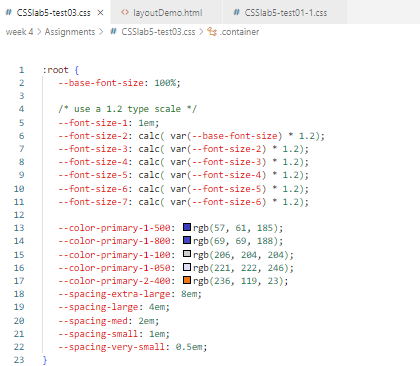 # CSSlab5-test03.css × <> layoutDemo.html # CSSlab5-test01-1.css
week 4 > Assignments > # CSSlab5-test03.css > .container
1 :root {
2 --base-font-size: 100%;
3
4 /* use a 1.2 type scale */
5 --font-size-1: 1em;
6 --font-size-2: calc( var(--base-font-size) * 1.2);
7 --font-size-3: calc( var(--font-size-2) * 1.2);
8 --font-size-4: calc( var(--font-size-3) * 1.2);
9 --font-size-5: calc( var(--font-size-4) * 1.2);
10 --font-size-6: calc( var(--font-size-5) * 1.2);
11 --font-size-7: calc( var(--font-size-6) * 1.2);
12
13 --color-primary-1-500: rgb(57, 61, 185);
14 --color-primary-1-800: rgb(69, 69, 188);
15 --color-primary-1-100: rgb(206, 204, 204);
16 --color-primary-1-050: rgb(221, 222, 246);
17 --color-primary-2-400: rgb(236, 119, 23);
18 --spacing-extra-large: 8em;
19 --spacing-large: 4em;
20 --spacing-med: 2em;
21 --spacing-small: 1em;
22 --spacing-very-small: 0.5em;
23 }